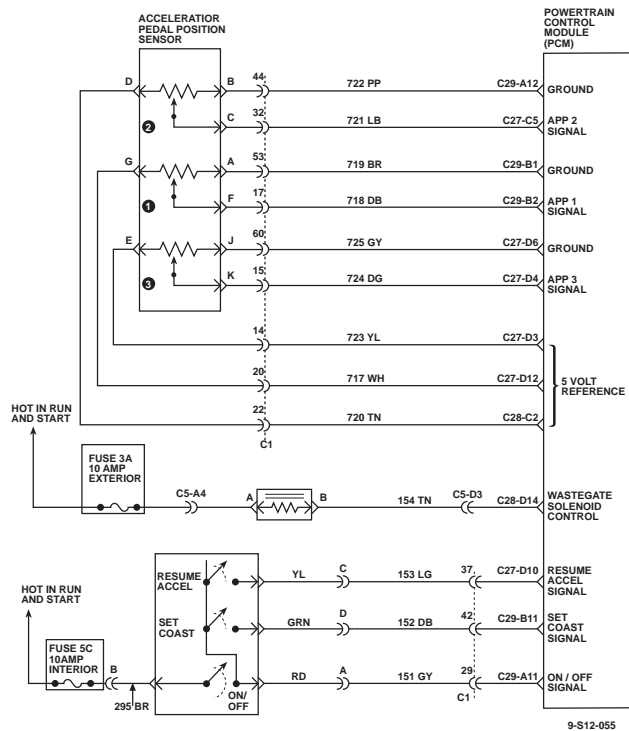 ACCELERATIOR
PEDAL POSITION
SENSOR
POWERTRAIN
CONTROL
MODULE
(PCM)
D
B
44
722 PP
C29-A12
GROUND
2
C
32
721 LB
C27-C5
APP 2
SIGNAL
G
A
53
719 BR
C29-B1
GROUND
1
F
17
718 DB
C29-B2
APP 1
SIGNAL
E
J
60
725 GY
C27-D6
GROUND
3
K
15
724 DG
C27-D4
APP 3
SIGNAL
14
723 YL
C27-D3
20
717 WH
C27-D12
5 VOLT
REFERENCE
22
720 TN
C28-C2
C1
HOT IN RUN
AND START
FUSE 3A
10 AMP
EXTERIOR
C5-A4
A
B
154 TN
C5-D3
C28-D14
WASTEGATE
SOLENOID
CONTROL
RESUME
ACCEL
YL
C
153 LG
37
C27-D10
RESUME
ACCEL
SIGNAL
HOT IN RUN
AND START
SET
COAST
GRN
D
152 DB
42
C29-B11
SET
COAST
SIGNAL
FUSE 5C
10AMP
INTERIOR
B
295 BR
ON/
OFF
RD
A
151 GY
29
C1
C29-A11
ON / OFF
SIGNAL
9-S12-055